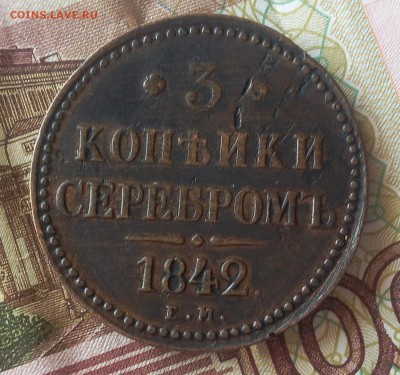 COINS.LAVE.RU
· 3 ·
КОПѢЙКИ
СЕРЕБРОМЪ
1842.
Е.М.